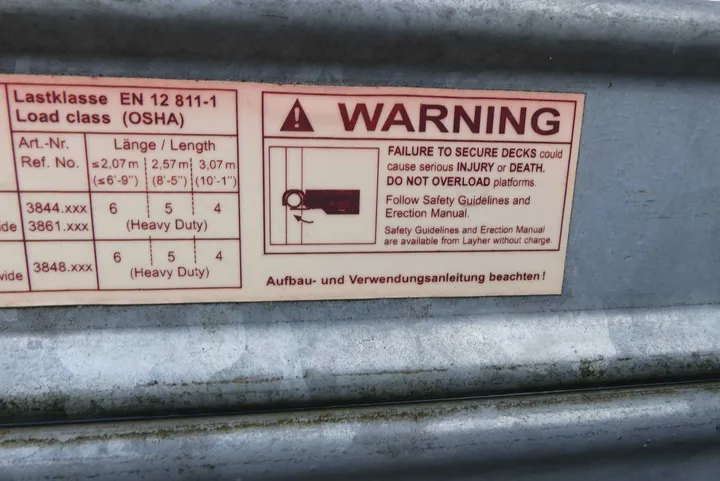 Lastklasse EN 12 811-1
Load class (OSHA)
Art.-Nr. Länge / Length
Ref. No. ≤2,07 m 2,57 m 3,07 m
(≤6'-9") (8'-5") (10'-1")
3844.xxx 6 5 4
3861.xxx (Heavy Duty)
3848.xxx 6 5 4
(Heavy Duty)
WARNING
FAILURE TO SECURE DECKS could
cause serious INJURY or DEATH.
DO NOT OVERLOAD platforms.
Follow Safety Guidelines and
Erection Manual.
Safety Guidelines and Erection Manual
are available from Layher without charge.
Aufbau- und Verwendungsanleitung beachten!